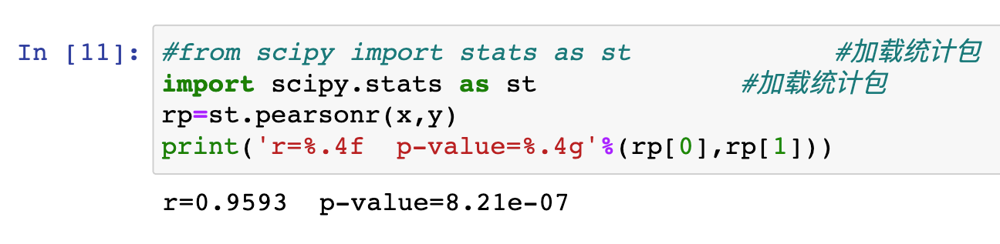 In [11]: #from scipy import stats as st #加载统计包
import scipy.stats as st #加载统计包
rp=st.pearsonr(x,y)
print('r=%.4f  p-value=%.4g'%(rp[0],rp[1]))
r=0.9593  p-value=8.21e-07